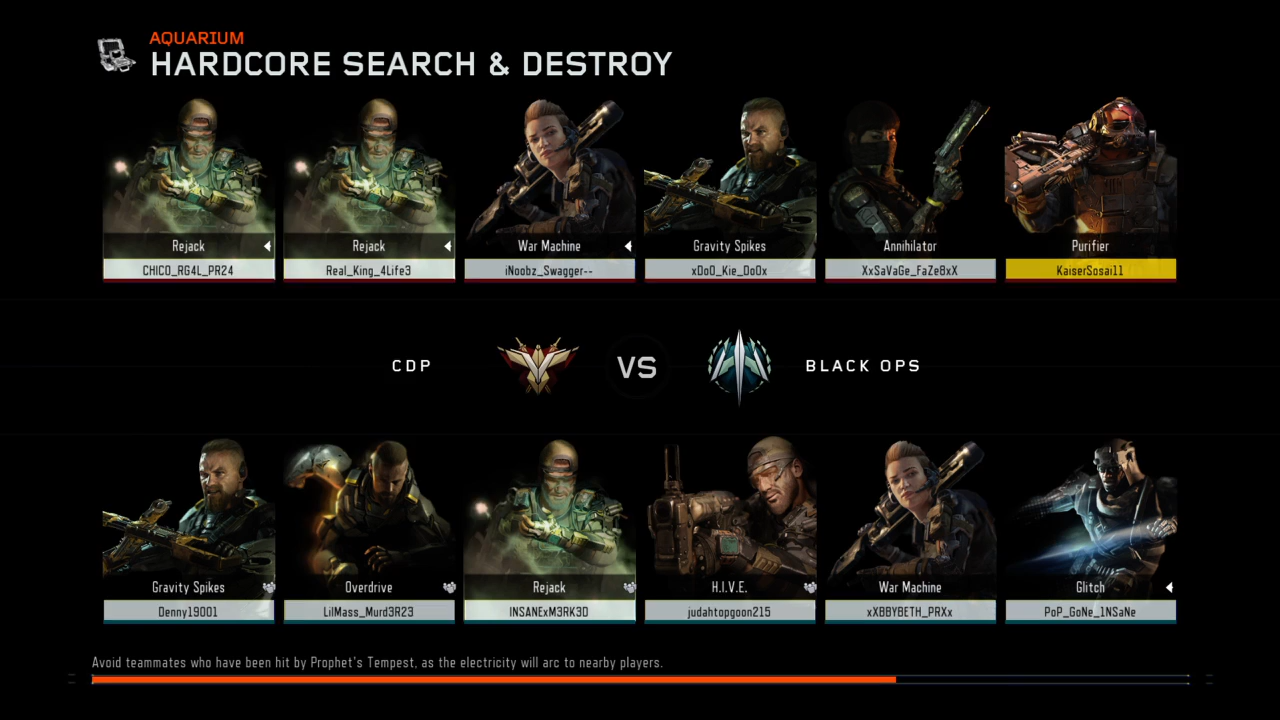 AQUARIUM
HARDCORE SEARCH & DESTROY
Rejack
Rejack
War Machine
Gravity Spikes
Annihilator
Purifier
CHICO_RG4L_PR24
Real_King_4Life3
iNoobz_Swagger--
xDoO_Kie_DoOx
XxSaVaGe_FaZeBxX
KaiserSosai11
CDP
VS
BLACK OPS
Gravity Spikes
Overdrive
Rejack
H.I.V.E.
War Machine
Glitch
Denny19001
LilMass_Murd3R23
INSANExM3RK3D
judahtopgoon215
xXBBYBETH_PRXx
PoP_GoNe_1NSaNe
Avoid teammates who have been hit by Prophet's Tempest, as the electricity will arc to nearby players.